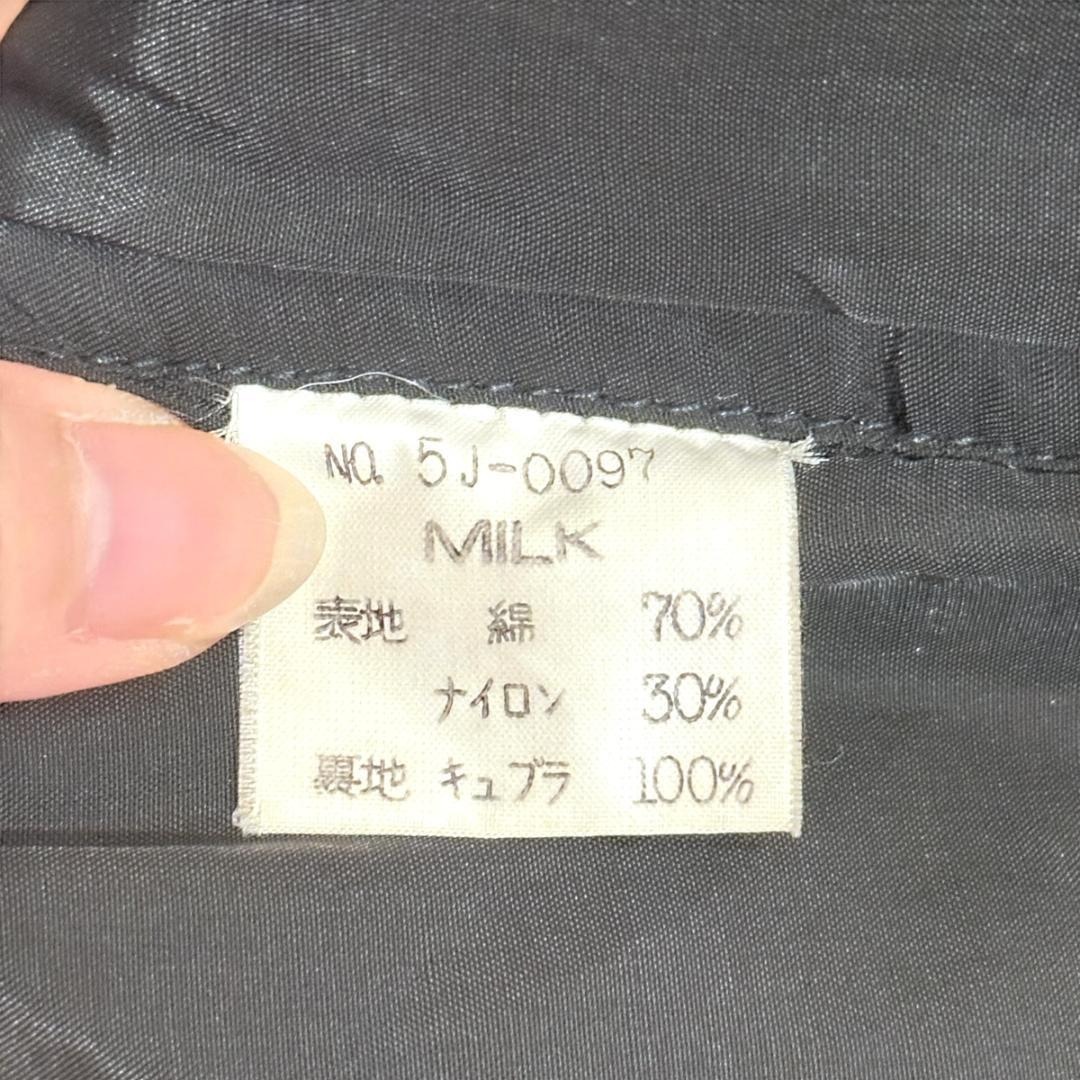 NO. 5J-0097
MILK
表地 綿 70%
ナイロン 30%
裏地 キュプラ 100%